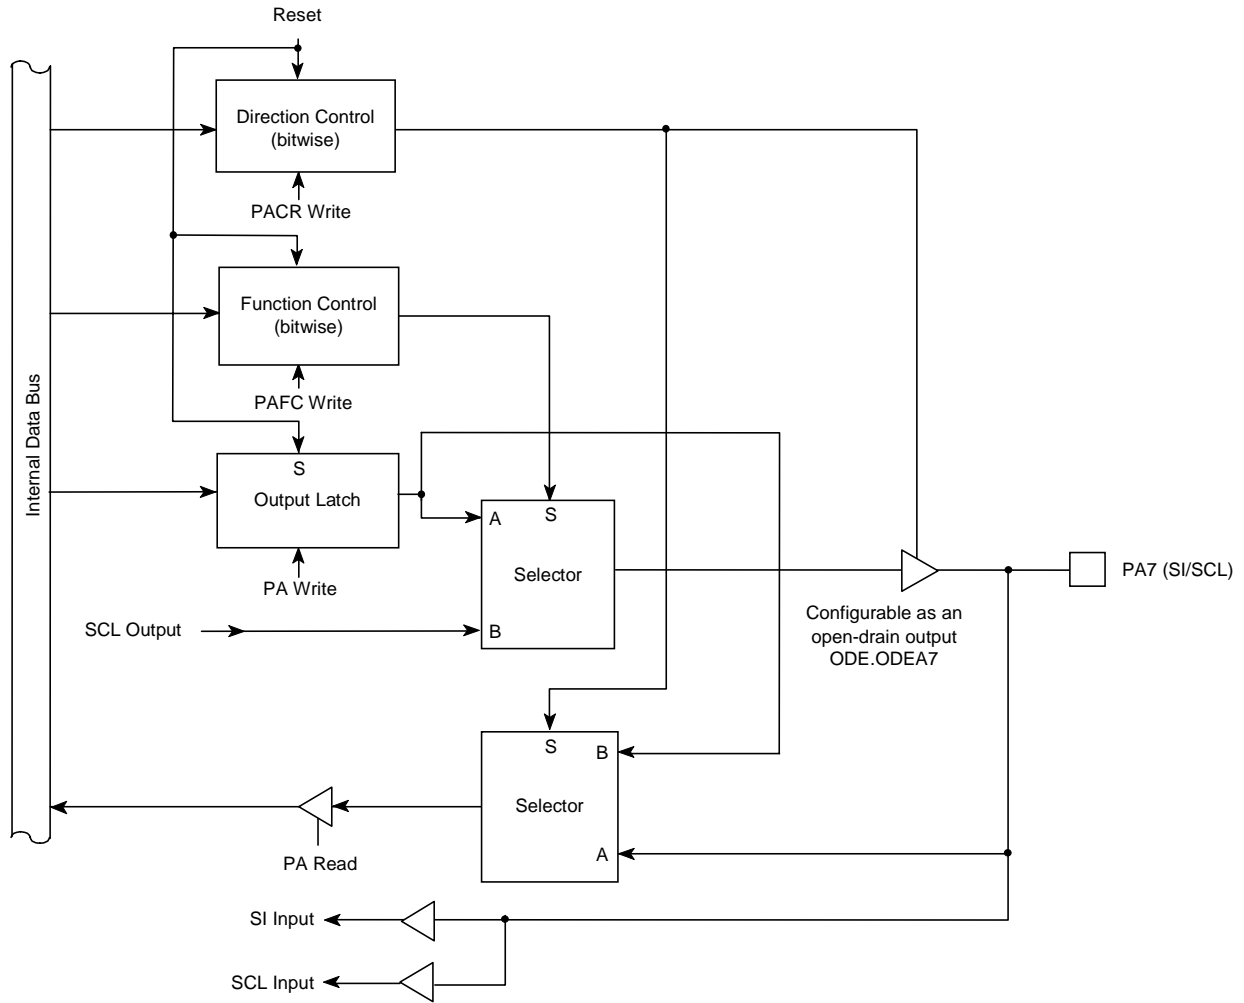 Reset
Direction Control
(bitwise)
PACR Write
Function Control
(bitwise)
PAFC Write
Internal Data Bus
S
Output Latch
PA Write
A
S
Selector
B
SCL Output
PA7 (SI/SCL)
Configurable as an
open-drain output
ODE.ODEA7
S
B
Selector
A
PA Read
SI Input
SCL Input